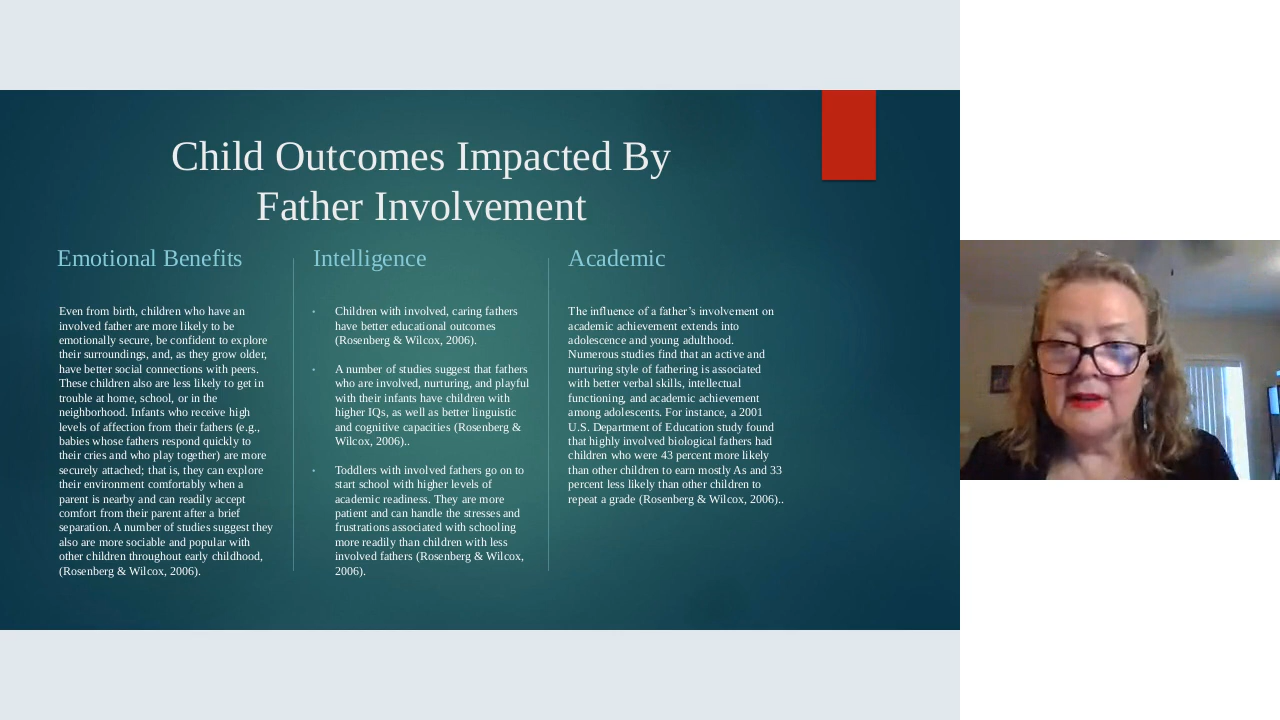 Child Outcomes Impacted By
Father Involvement
Emotional Benefits
Even from birth, children who have an
involved father are more likely to be
emotionally secure, be confident to explore
their surroundings, and, as they grow older,
have better social connections with peers.
These children also are less likely to get in
trouble at home, school, or in the
neighborhood. Infants who receive high
levels of affection from their fathers (e.g.,
babies whose fathers respond quickly to
their cries and who play together) are more
securely attached; that is, they can explore
their environment comfortably when a
parent is nearby and can readily accept
comfort from their parent after a brief
separation. A number of studies suggest they
also are more sociable and popular with
other children throughout early childhood,
(Rosenberg & Wilcox, 2006).
Intelligence
• Children with involved, caring fathers
have better educational outcomes
(Rosenberg & Wilcox, 2006).
• A number of studies suggest that fathers
who are involved, nurturing, and playful
with their infants have children with
higher IQs, as well as better linguistic
and cognitive capacities (Rosenberg &
Wilcox, 2006)..
• Toddlers with involved fathers go on to
start school with higher levels of
academic readiness. They are more
patient and can handle the stresses and
frustrations associated with schooling
more readily than children with less
involved fathers (Rosenberg & Wilcox,
2006).
Academic
The influence of a father’s involvement on
academic achievement extends into
adolescence and young adulthood.
Numerous studies find that an active and
nurturing style of fathering is associated
with better verbal skills, intellectual
functioning, and academic achievement
among adolescents. For instance, a 2001
U.S. Department of Education study found
that highly involved biological fathers had
children who were 43 percent more likely
than other children to earn mostly As and 33
percent less likely than other children to
repeat a grade (Rosenberg & Wilcox, 2006)..